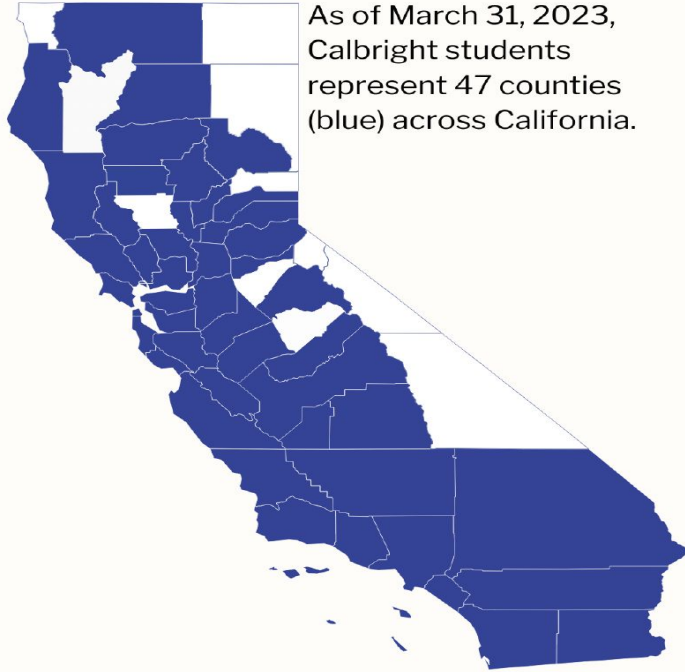 As of March 31, 2023,
Calbright students
represent 47 counties
(blue) across California.